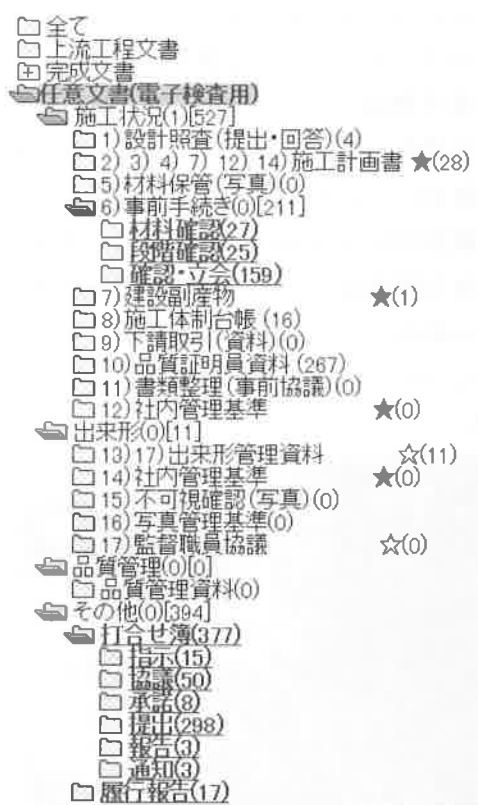 全て
上流工程文書
完成文書
任意文書(電子検査用)
施工状況(1)[527]
1)設計照査(提出・回答)(4)
2) 3) 4) 7) 12) 14)施工計画書 ★(28)
5)材料保管(写真)(0)
6)事前手続き(0)[211]
材料確認(27)
段階確認(25)
確認・立会(159)
7)建設副産物 ★(1)
8)施工体制台帳 (16)
9)下請取引(資料)(0)
10)品質証明員資料 (267)
11)書類整理(事前協議)(0)
12)社内管理基準 ★(0)
出来形(0)[11]
13)17)出来形管理資料 ☆(11)
14)社内管理基準 ★(0)
15)不可視確認(写真)(0)
16)写真管理基準(0)
17)監督職員協議 ☆(0)
品質管理(0)[0]
品質管理資料(0)
その他(0)[394]
打合せ簿(377)
指示(15)
協議(50)
承諾(8)
提出(298)
報告(3)
通知(3)
履行報告(17)